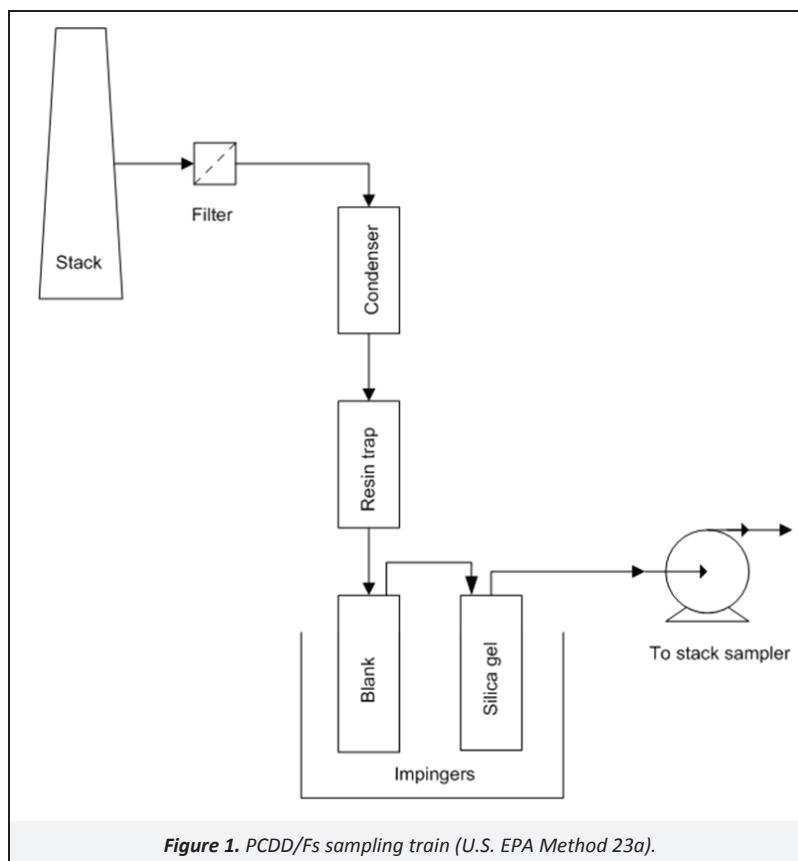 Stack
Filter
Condenser
Resin trap
Blank
Silica gel
Impingers
To stack sampler
Figure 1. PCDD/Fs sampling train (U.S. EPA Method 23a).